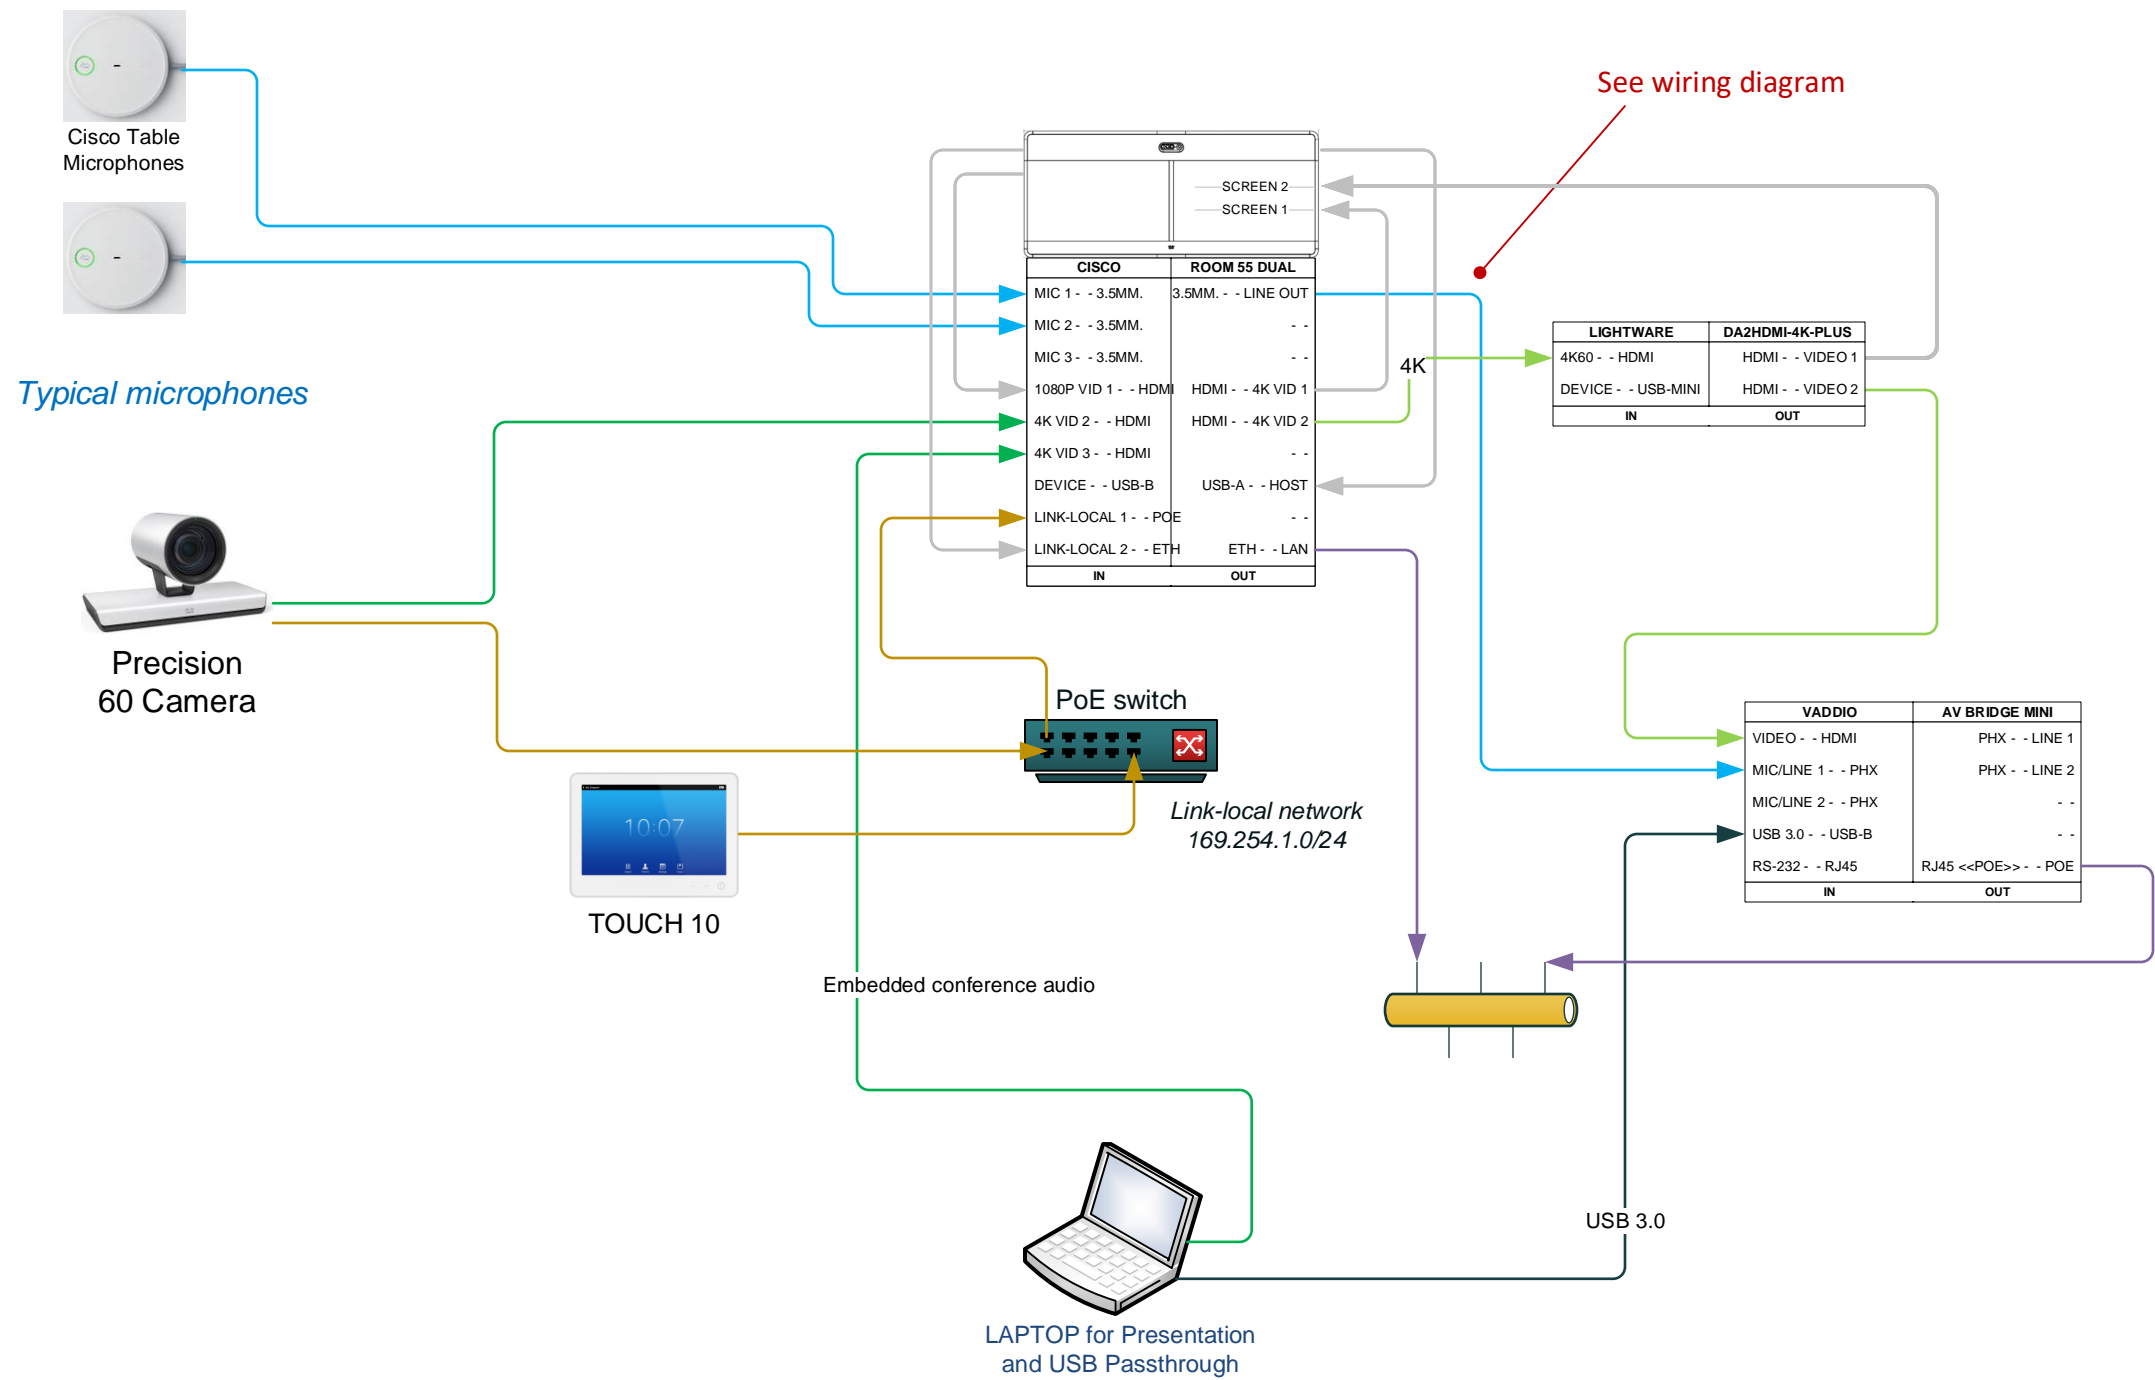 Cisco Table
Microphones
Typical microphones
Precision
60 Camera
See wiring diagram
SCREEN 2
SCREEN 1
CISCO ROOM 55 DUAL
MIC 1 - - 3.5MM. 3.5MM. - - LINE OUT
MIC 2 - - 3.5MM. - -
MIC 3 - - 3.5MM. - -
1080P VID 1 - - HDMI HDMI - - 4K VID 1
4K VID 2 - - HDMI HDMI - - 4K VID 2
4K VID 3 - - HDMI - -
DEVICE - - USB-B USB-A - - HOST
LINK-LOCAL 1 - - POE - -
LINK-LOCAL 2 - - ETH ETH - - LAN
IN OUT
4K
LIGHTWARE DA2HDMI-4K-PLUS
4K60 - - HDMI HDMI - - VIDEO 1
DEVICE - - USB-MINI HDMI - - VIDEO 2
IN OUT
PoE switch
Link-local network
169.254.1.0/24
10:07
TOUCH 10
VADDIO AV BRIDGE MINI
VIDEO - - HDMI PHX - - LINE 1
MIC/LINE 1 - - PHX PHX - - LINE 2
MIC/LINE 2 - - PHX - -
USB 3.0 - - USB-B - -
RS-232 - - RJ45 RJ45 <<POE>> - - POE
IN OUT
Embedded conference audio
USB 3.0
LAPTOP for Presentation
and USB Passthrough